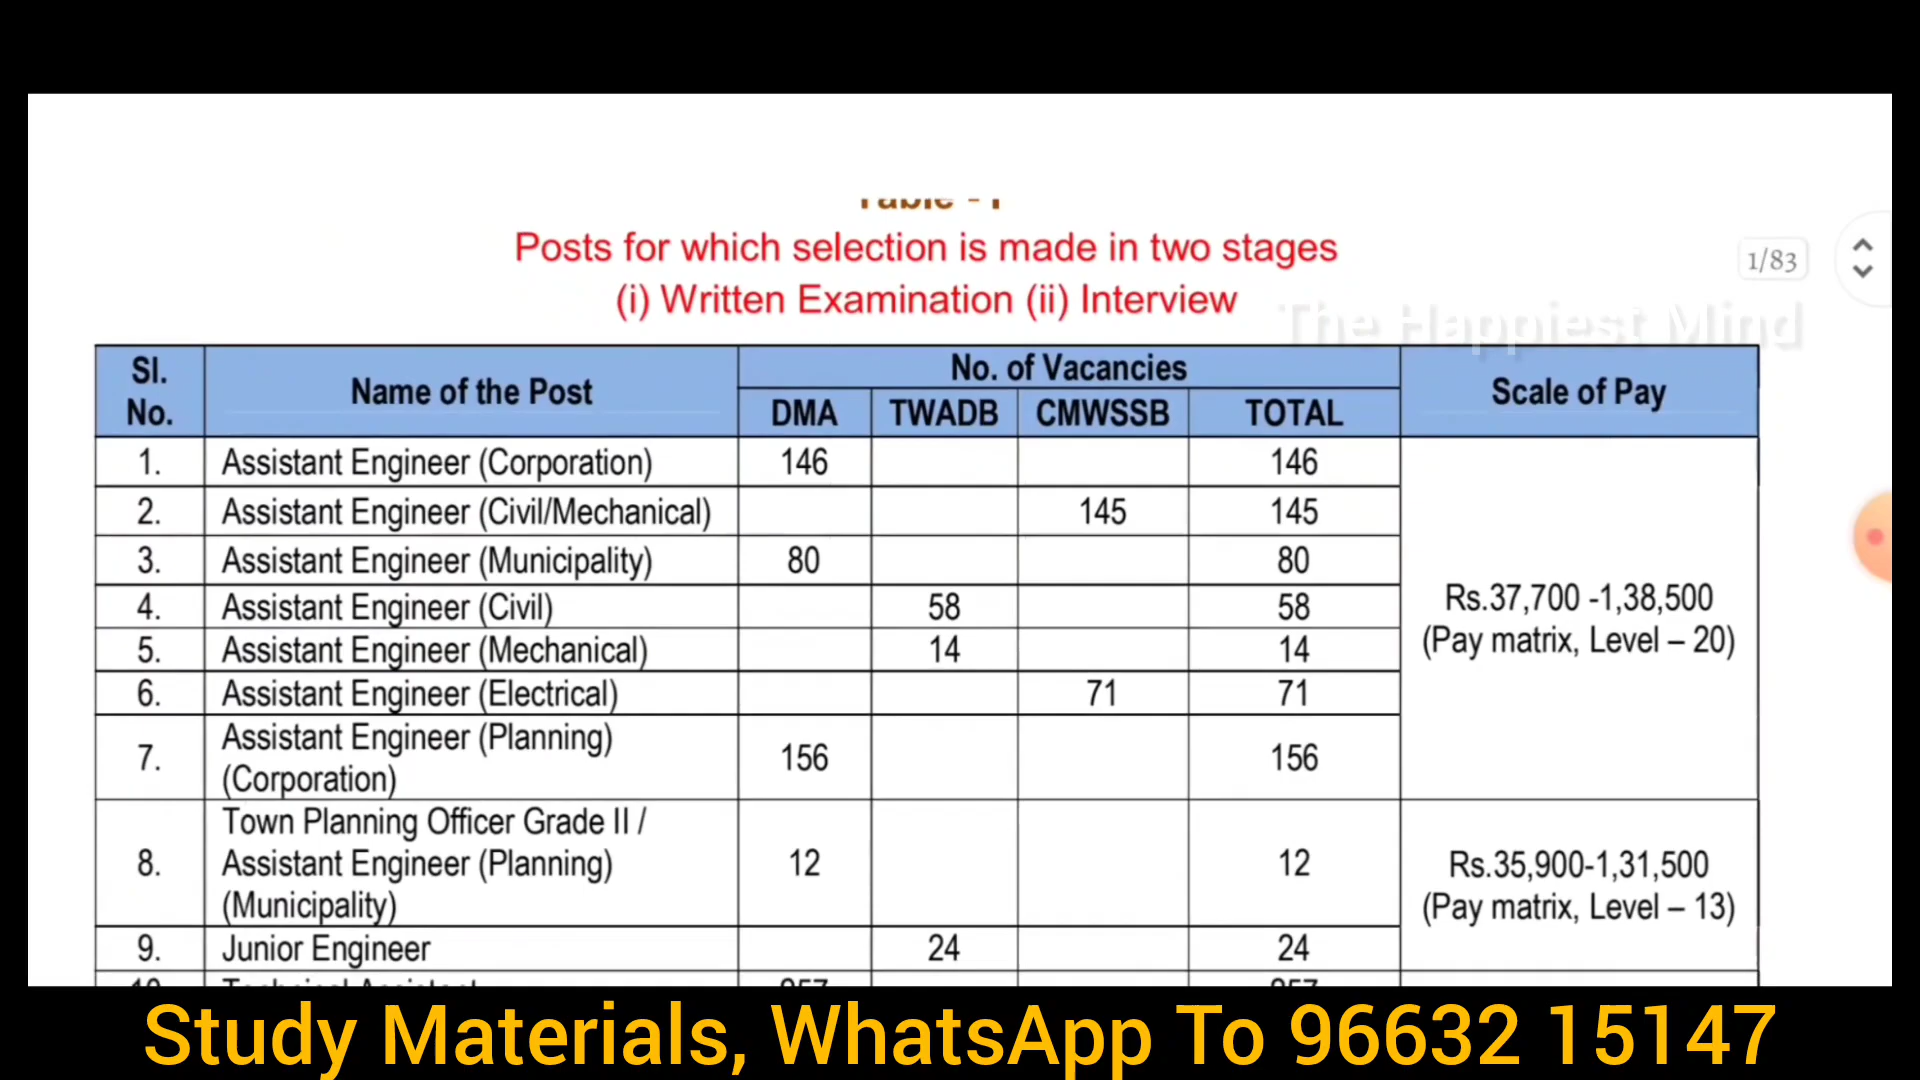 Table - I
Posts for which selection is made in two stages
(i) Written Examination (ii) Interview
1/83
The Happiest Mind
Sl. No. Name of the Post No. of Vacancies Scale of Pay
DMA TWADB CMWSSB TOTAL
1. Assistant Engineer (Corporation) 146 146
2. Assistant Engineer (Civil/Mechanical) 145 145
3. Assistant Engineer (Municipality) 80 80
4. Assistant Engineer (Civil) 58 58
Rs.37,700 -1,38,500
(Pay matrix, Level – 20)
5. Assistant Engineer (Mechanical) 14 14
6. Assistant Engineer (Electrical) 71 71
7. Assistant Engineer (Planning)
(Corporation) 156 156
8. Town Planning Officer Grade II /
Assistant Engineer (Planning)
(Municipality) 12 12
Rs.35,900-1,31,500
(Pay matrix, Level – 13)
9. Junior Engineer 24 24
Study Materials, WhatsApp To 96632 15147